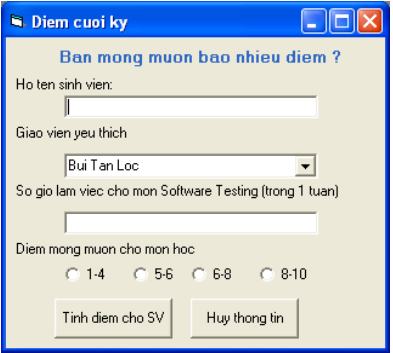 Diem cuoi ky
Ban mong muon bao nhieu diem ?
Ho ten sinh vien:
Giao vien yeu thich
Bui Tan Loc
So gio lam viec cho mon Software Testing (trong 1 tuan)
Diem mong muon cho mon hoc
1-4 5-6 6-8 8-10
Tinh diem cho SV Huy thong tin